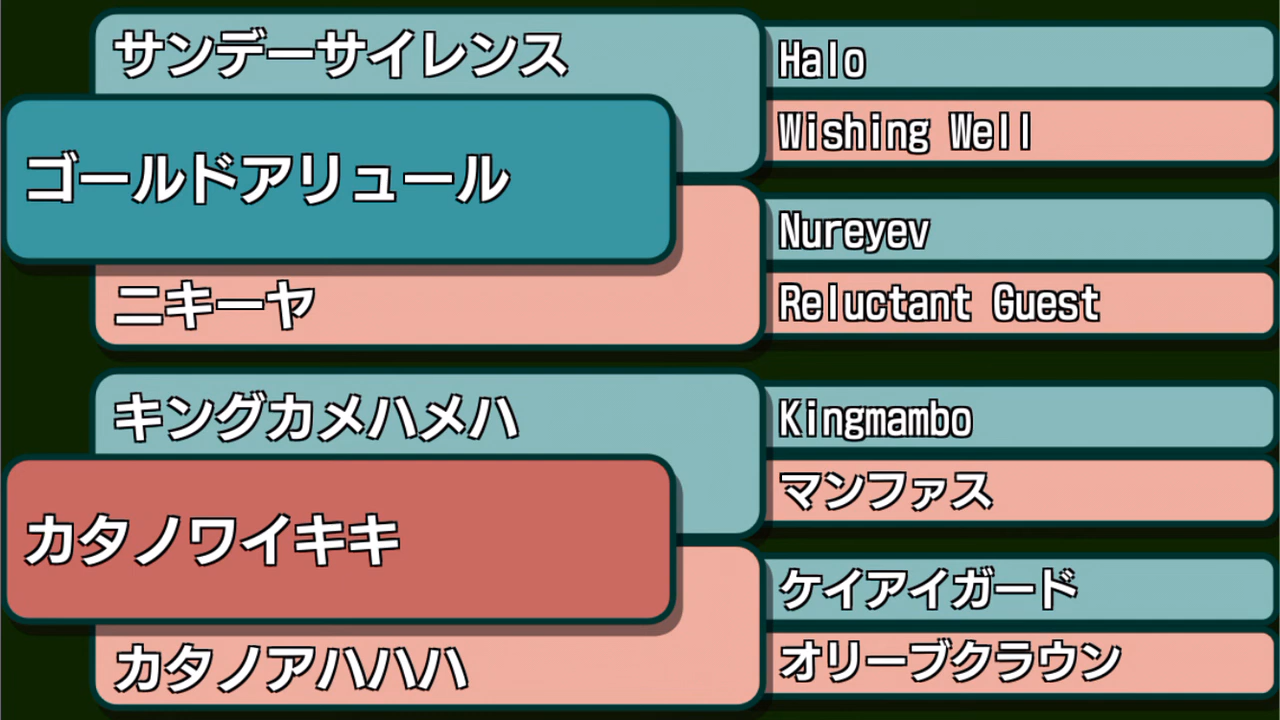 サンデーサイレンス
Halo
Wishing Well
ゴールドアリュール
Nureyev
ニキーヤ
Reluctant Guest
キングカメハメハ
Kingmambo
マンファス
カタノワイキキ
ケイアイガード
カタノアハハハ
オリーブクラウン